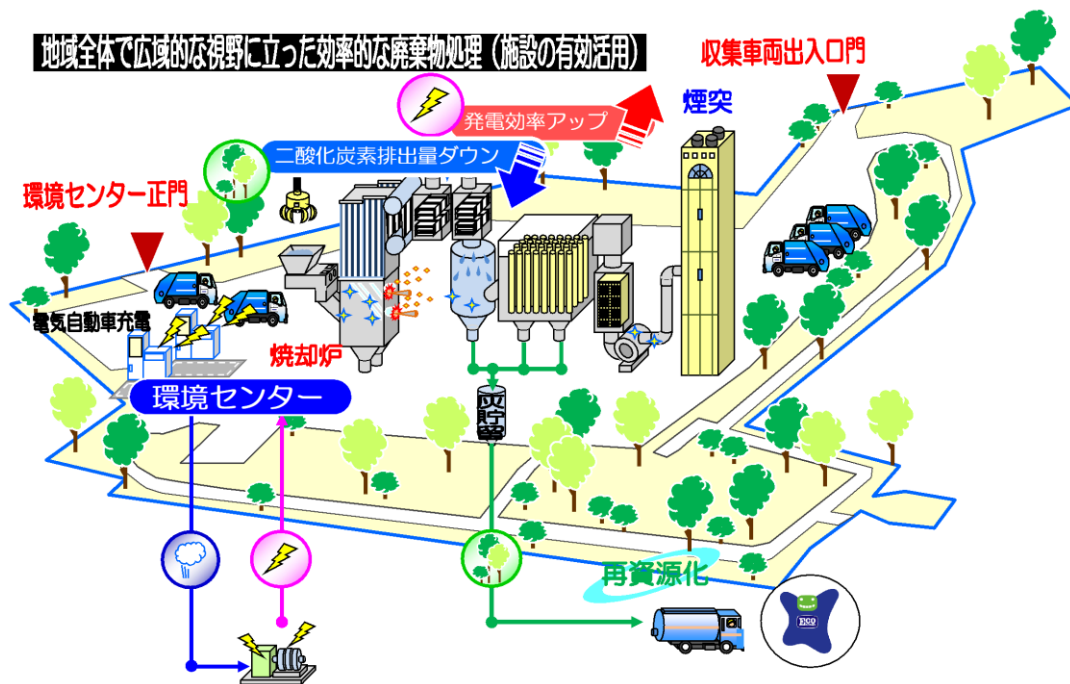 地域全体で広域的な視野に立った効率的な廃棄物処理（施設の有効活用）
収集車両出入口門
発電効率アップ
煙突
二酸化炭素排出量ダウン
環境センター正門
電気自動車充電
焼却炉
環境センター
灰貯留
再資源化
ECO